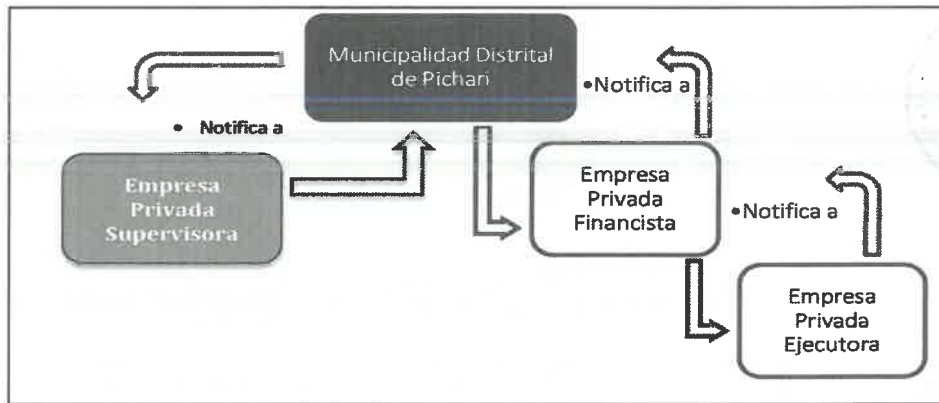 Municipalidad Distrital
de Pichari
•Notifica a
• Notifica a
Empresa
Privada
Supervisora
Empresa
Privada
Financista
•Notifica a
Empresa
Privada
Ejecutora